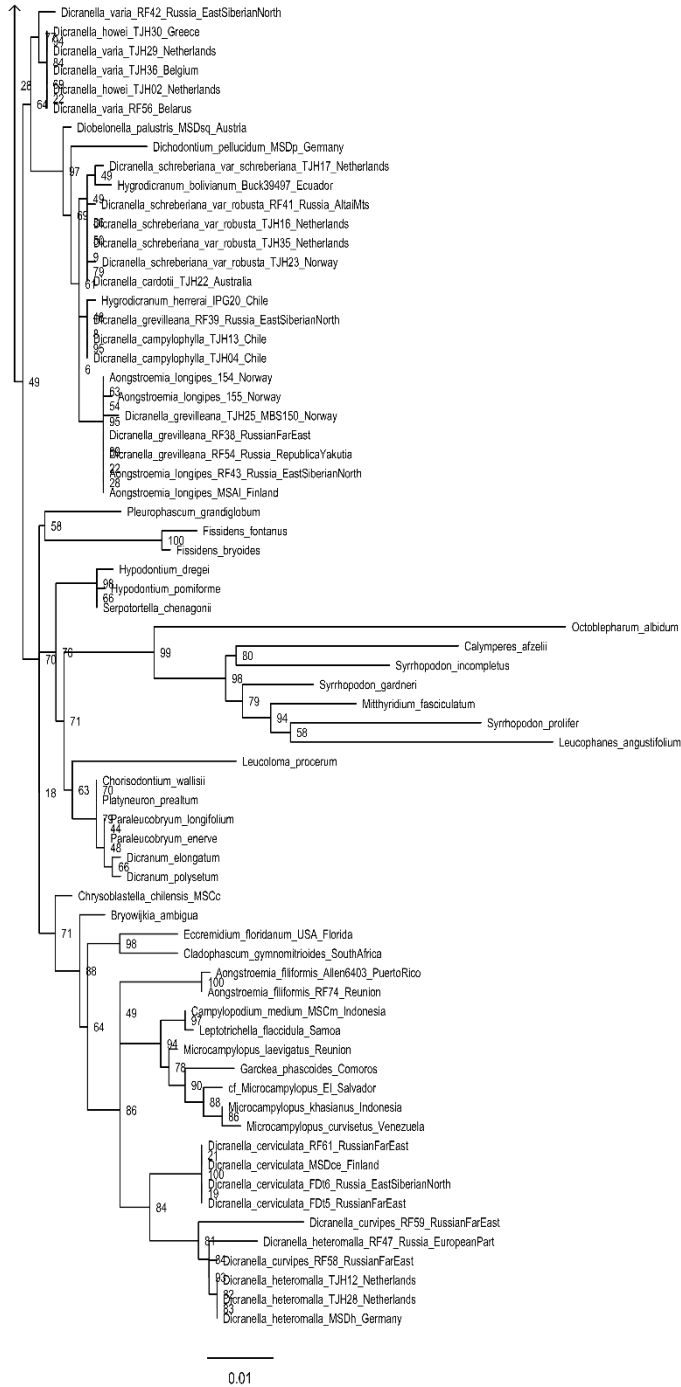 Dicranella_varia_RF42_Russia_EastSiberianNorth
Dicranella_howei_TJH30_Greece
Dicranella_varia_TJH29_Netherlands
84
Dicranella_varia_TJH36_Belgium
28
Dicranella_howei_TJH02_Netherlands
64
Dicranella_varia_RF56_Belarus
Diobelonella_palustris_MSDsq_Austria
Dichodontium_pellucidum_MSDp_Germany
97
Dicranella_schreberiana_var_schreberiana_TJH17_Netherlands
49
Hygrodicranum_bolivianum_Buck39497_Ecuador
49
Dicranella_schreberiana_var_robusta_RF41_Russia_AltaiMts
69
Dicranella_schreberiana_var_robusta_TJH16_Netherlands
Dicranella_schreberiana_var_robusta_TJH35_Netherlands
9
Dicranella_schreberiana_var_robusta_TJH23_Norway
79
61
Dicranella_cardotii_TJH22_Australia
Hygrodicranum_herrerai_IPG20_Chile
Dicranella_grevilleana_RF39_Russia_EastSiberianNorth
8
Dicranella_campylophylla_TJH13_Chile
95
Dicranella_campylophylla_TJH04_Chile
6
49
Aongstroemia_longipes_154_Norway
63
Aongstroemia_longipes_155_Norway
54
Dicranella_grevilleana_TJH25_MBS150_Norway
95
Dicranella_grevilleana_RF38_RussianFarEast
Dicranella_grevilleana_RF54_Russia_RepublicaYakutia
22
Aongstroemia_longipes_RF43_Russia_EastSiberianNorth
28
Aongstroemia_longipes_MSAl_Finland
Pleurophascum_grandiglobum
58
Fissidens_fontanus
100
Fissidens_bryoides
Hypodontium_dregei
98
Hypodontium_pomiforme
66
Serpotortella_chenagonii
Octoblepharum_albidum
70
76
99
Calymperes_afzelii
80
Syrrhopodon_incompletus
98
Syrrhopodon_gardneri
79
Mitthyridium_fasciculatum
94
71
Syrrhopodon_prolifer
58
Leucophanes_angustifolium
Leucoloma_procerum
18
63
Chorisodontium_wallisii
70
Platyneuron_prealtum
79
Paraleucobryum_longifolium
44
Paraleucobryum_enerve
48
Dicranum_elongatum
66
Dicranum_polysetum
Chrysoblastella_chilensis_MSCc
71
Bryowijkia_ambigua
88
Eccremidium_floridanum_USA_Florida
98
Cladophascum_gymnomitrioides_SouthAfrica
64
Aongstroemia_filiformis_Allen6403_PuertoRico
100
Aongstroemia_filiformis_RF74_Reunion
49
Campylopodium_medium_MSCm_Indonesia
97
Leptotrichella_flaccidula_Samoa
94
Microcampylopus_laevigatus_Reunion
78
Garckea_phascoides_Comoros
90
cf_Microcampylopus_El_Salvador
88
86
Microcampylopus_khasianus_Indonesia
86
Microcampylopus_curvisetus_Venezuela
Dicranella_cerviculata_RF61_RussianFarEast
21
Dicranella_cerviculata_MSDce_Finland
100
Dicranella_cerviculata_FDt6_Russia_EastSiberianNorth
19
Dicranella_cerviculata_FDt5_RussianFarEast
84
Dicranella_curvipes_RF59_RussianFarEast
81
Dicranella_heteromalla_RF47_Russia_EuropeanPart
84
Dicranella_curvipes_RF58_RussianFarEast
93
Dicranella_heteromalla_TJH12_Netherlands
Dicranella_heteromalla_TJH28_Netherlands
83
Dicranella_heteromalla_MSDh_Germany
0.01